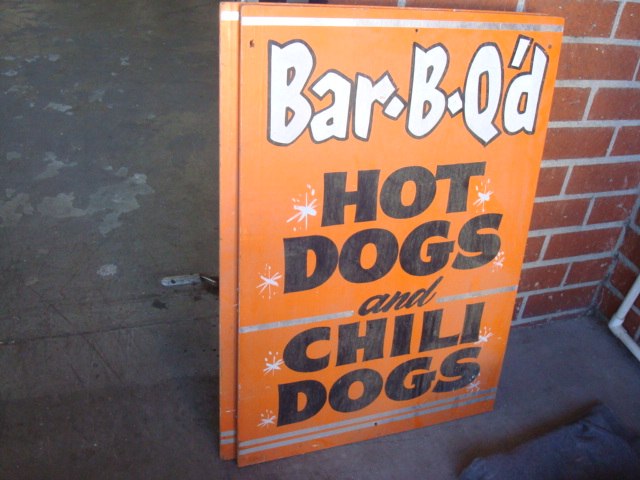 Bar-B-Q'd
HOT
DOGS
and
CHILI
DOGS